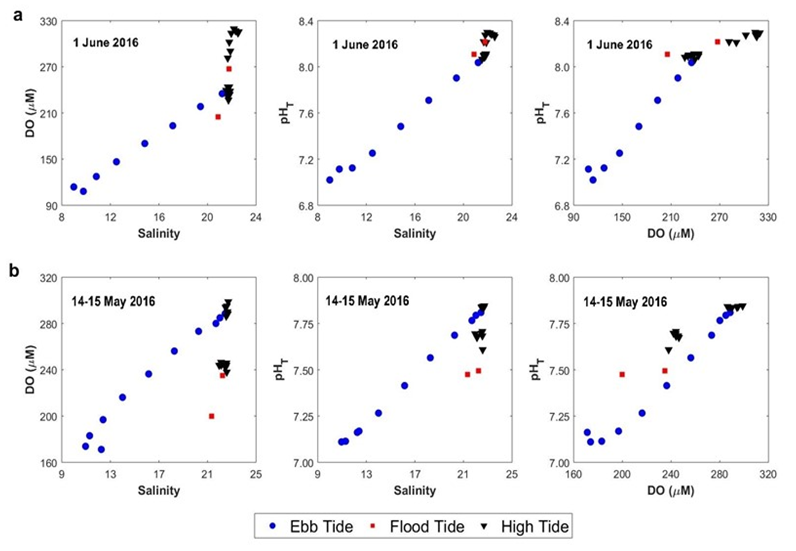 a
330
270
210
150
90
DO (μM)
1 June 2016
8 12 16 20 24
Salinity
8.4
8.0
7.6
7.2
6.8
pHT
1 June 2016
8 12 16 20 24
Salinity
8.4
8.0
7.6
7.2
6.8
pHT
1 June 2016
90 150 210 270 330
DO (μM)
b
320
280
240
200
160
DO (μM)
14-15 May 2016
9 13 17 21 25
Salinity
8.00
7.75
7.50
7.25
7.00
pHT
14-15 May 2016
9 13 17 21 25
Salinity
8.00
7.75
7.50
7.25
7.00
pHT
14-15 May 2016
160 200 240 280 320
DO (μM)
Ebb Tide Flood Tide High Tide